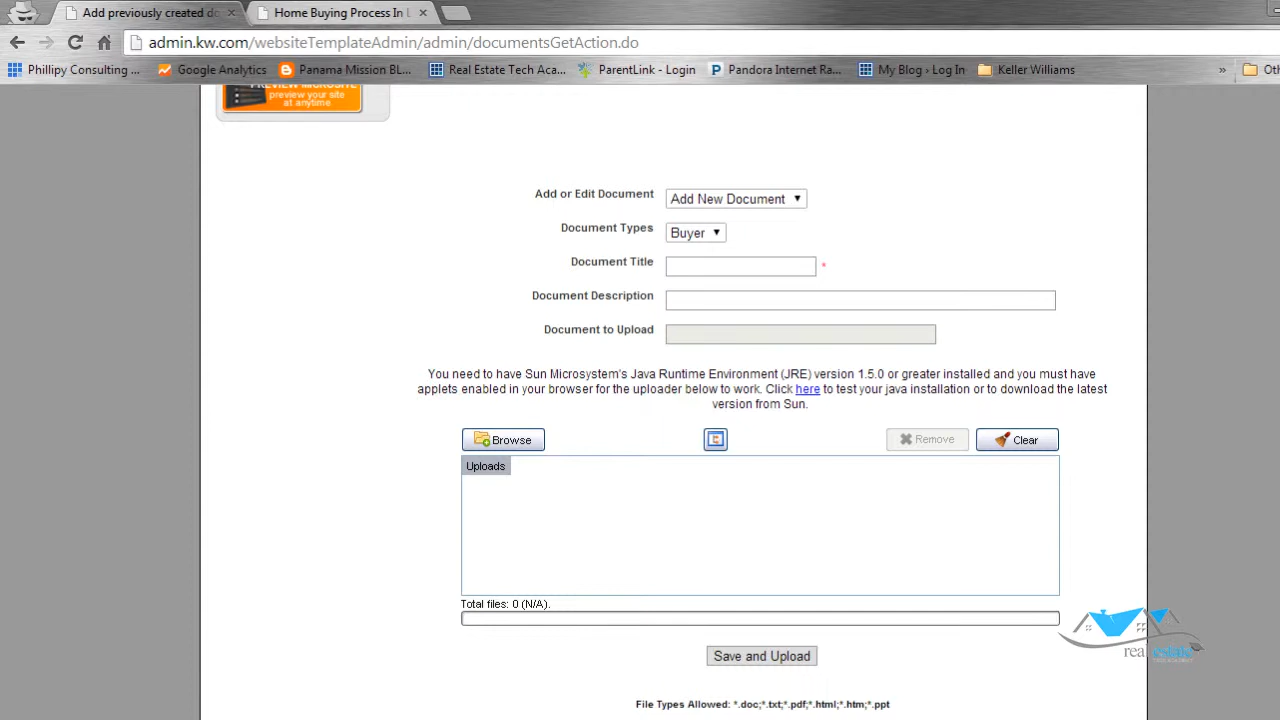 Add previously created do
Home Buying Process In L
admin.kw.com/websiteTemplateAdmin/admin/documentsGetAction.do
Phillipy Consulting ... Google Analytics Panama Mission BL... Real Estate Tech Aca... ParentLink - Login Pandora Internet Ra... My Blog › Log In Keller Williams » Oth
PREVIEW MICROSITE
preview your site
at anytime
Add or Edit Document Add New Document
Document Types Buyer
Document Title *
Document Description
Document to Upload
You need to have Sun Microsystem's Java Runtime Environment (JRE) version 1.5.0 or greater installed and you must have
applets enabled in your browser for the uploader below to work. Click here to test your java installation or to download the latest
version from Sun.
Browse Remove Clear
Uploads
Total files: 0 (N/A).
real estate
Save and Upload
File Types Allowed: *.doc;*.txt;*.pdf;*.html;*.htm;*.ppt